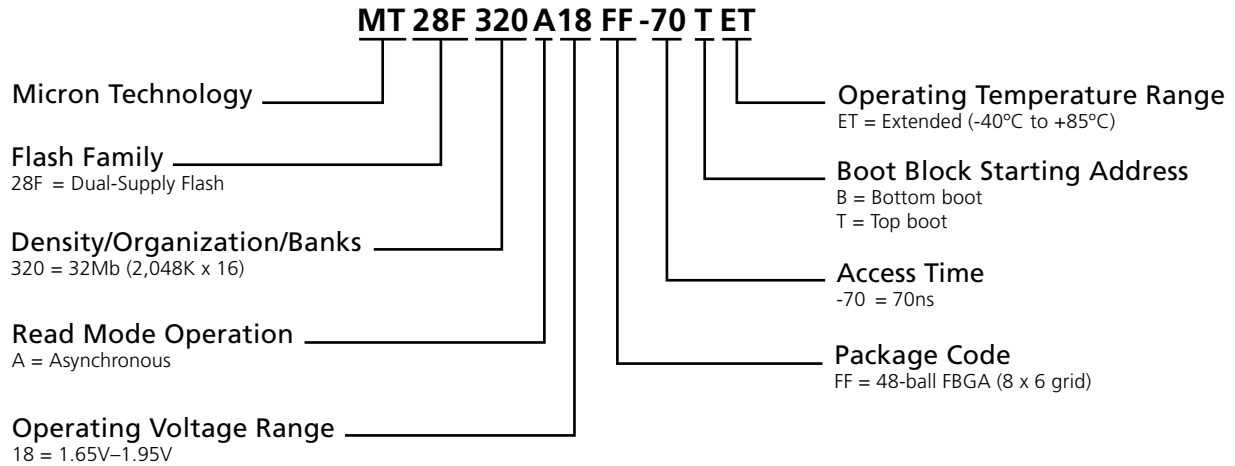 MT 28F 320 A 18 FF -70 T ET
Micron Technology
Flash Family
28F = Dual-Supply Flash
Density/Organization/Banks
320 = 32Mb (2,048K x 16)
Read Mode Operation
A = Asynchronous
Operating Voltage Range
18 = 1.65V–1.95V
Operating Temperature Range
ET = Extended (-40ºC to +85ºC)
Boot Block Starting Address
B = Bottom boot
T = Top boot
Access Time
-70 = 70ns
Package Code
FF = 48-ball FBGA (8 x 6 grid)